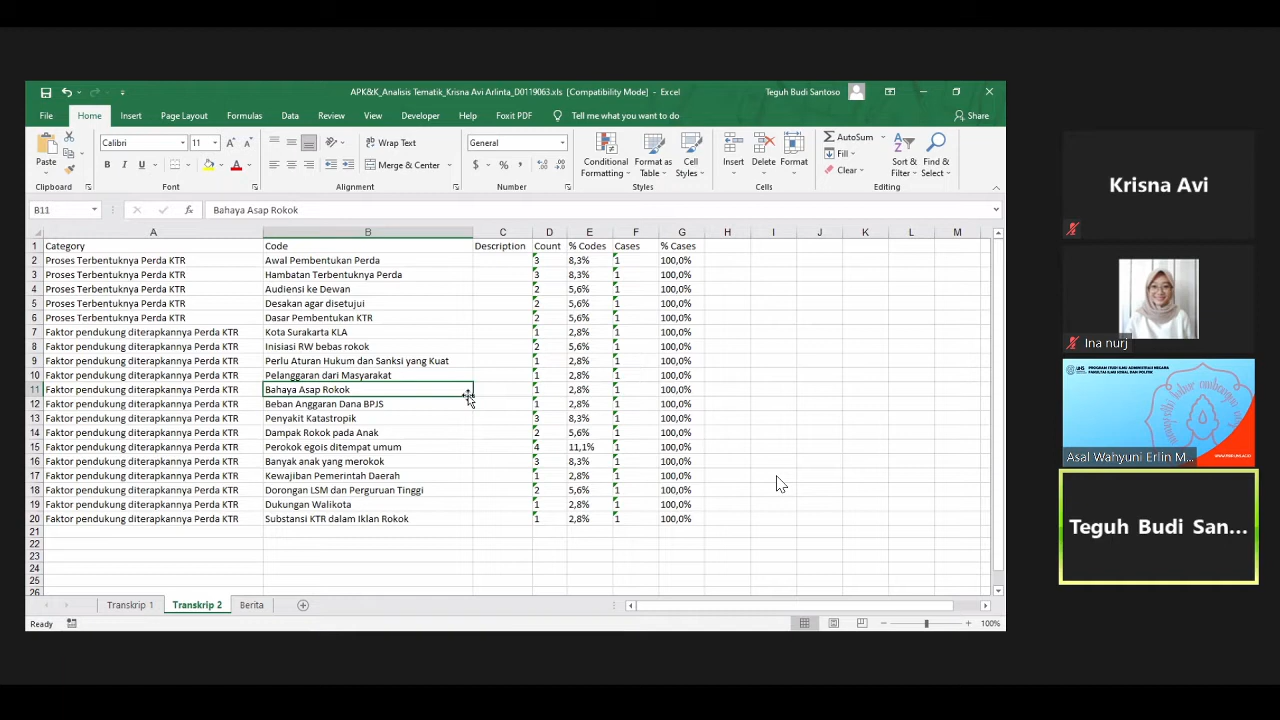 APK&K_Analisis Tematik_Krisna Avi Arlinta_D0119063.xls [Compatibility Mode] - Excel
Teguh Budi Santoso
File Home Insert Page Layout Formulas Data Review View Developer Help Foxit PDF Tell me what you want to do Share
Paste
Calibri 11
Wrap Text
General
Merge & Center
Conditional Formatting
Format as Table
Cell Styles
Insert Delete Format
AutoSum
Fill
Clear
Sort & Filter
Find & Select
Clipboard Font Alignment Number Styles Cells Editing
B11 fx Bahaya Asap Rokok
A B C D E F G H I J K L M
1 Category Code Description Count % Codes Cases % Cases
2 Proses Terbentuknya Perda KTR Awal Pembentukan Perda 3 8,3% 1 100,0%
3 Proses Terbentuknya Perda KTR Hambatan Terbentuknya Perda 3 8,3% 1 100,0%
4 Proses Terbentuknya Perda KTR Audiensi ke Dewan 2 5,6% 1 100,0%
5 Proses Terbentuknya Perda KTR Desakan agar disetujui 2 5,6% 1 100,0%
6 Proses Terbentuknya Perda KTR Dasar Pembentukan KTR 2 5,6% 1 100,0%
7 Faktor pendukung diterapkannya Perda KTR Kota Surakarta KLA 1 2,8% 1 100,0%
8 Faktor pendukung diterapkannya Perda KTR Inisiasi RW bebas rokok 2 5,6% 1 100,0%
9 Faktor pendukung diterapkannya Perda KTR Perlu Aturan Hukum dan Sanksi yang Kuat 1 2,8% 1 100,0%
10 Faktor pendukung diterapkannya Perda KTR Pelanggaran dari Masyarakat 1 2,8% 1 100,0%
11 Faktor pendukung diterapkannya Perda KTR Bahaya Asap Rokok 1 2,8% 1 100,0%
12 Faktor pendukung diterapkannya Perda KTR Beban Anggaran Dana BPJS 1 2,8% 1 100,0%
13 Faktor pendukung diterapkannya Perda KTR Penyakit Katastropik 3 8,3% 1 100,0%
14 Faktor pendukung diterapkannya Perda KTR Dampak Rokok pada Anak 2 5,6% 1 100,0%
15 Faktor pendukung diterapkannya Perda KTR Perokok egois ditempat umum 4 11,1% 1 100,0%
16 Faktor pendukung diterapkannya Perda KTR Banyak anak yang merokok 3 8,3% 1 100,0%
17 Faktor pendukung diterapkannya Perda KTR Kewajiban Pemerintah Daerah 1 2,8% 1 100,0%
18 Faktor pendukung diterapkannya Perda KTR Dorongan LSM dan Perguruan Tinggi 2 5,6% 1 100,0%
19 Faktor pendukung diterapkannya Perda KTR Dukungan Walikota 1 2,8% 1 100,0%
20 Faktor pendukung diterapkannya Perda KTR Substansi KTR dalam Iklan Rokok 1 2,8% 1 100,0%
21
22
23
24
25
26
Transkrip 1 Transkrip 2 Berita
Ready
100%
Krisna Avi
Ina nurj
UNS
PROGRAM STUDI ILMU ADMINISTRASI NEGARA
FAKULTAS ILMU SOSIAL DAN POLITIK
Asal Wahyuni Erlin M...
Teguh Budi San...